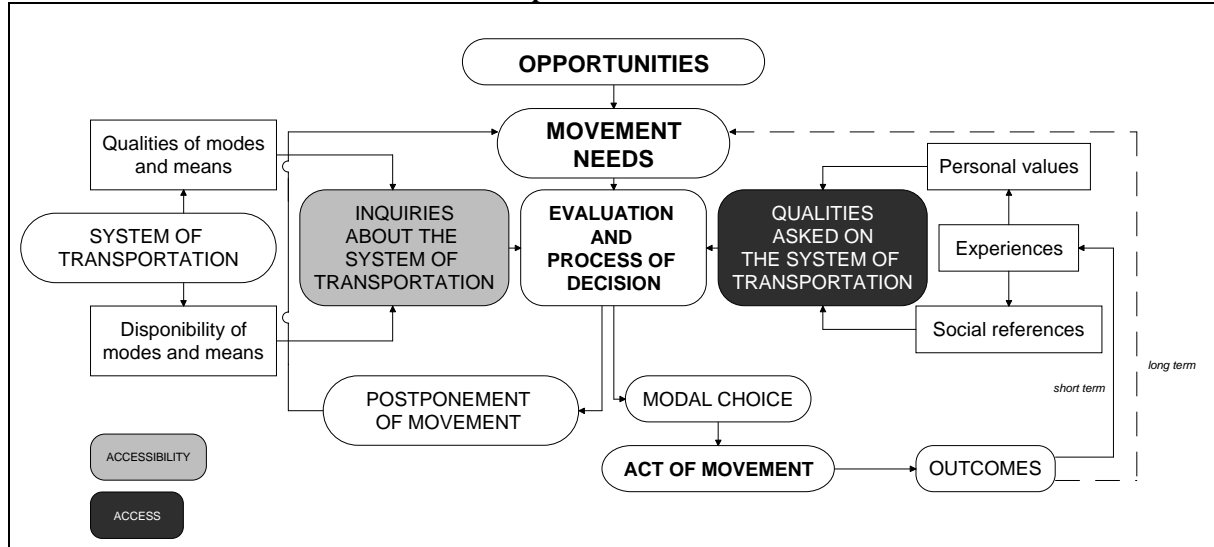 OPPORTUNITIES
MOVEMENT
NEEDS
Qualities of modes
and means
Personal values
INQUIRIES
ABOUT THE
SYSTEM OF
TRANSPORTATION
EVALUATION
AND
PROCESS OF
DECISION
QUALITIES
ASKED ON
THE SYSTEM OF
TRANSPORTATION
SYSTEM OF
TRANSPORTATION
Experiences
Disponibility of
modes and means
Social references
long term
short term
POSTPONEMENT
OF MOVEMENT
MODAL CHOICE
ACCESSIBILITY
ACT OF MOVEMENT
OUTCOMES
ACCESS